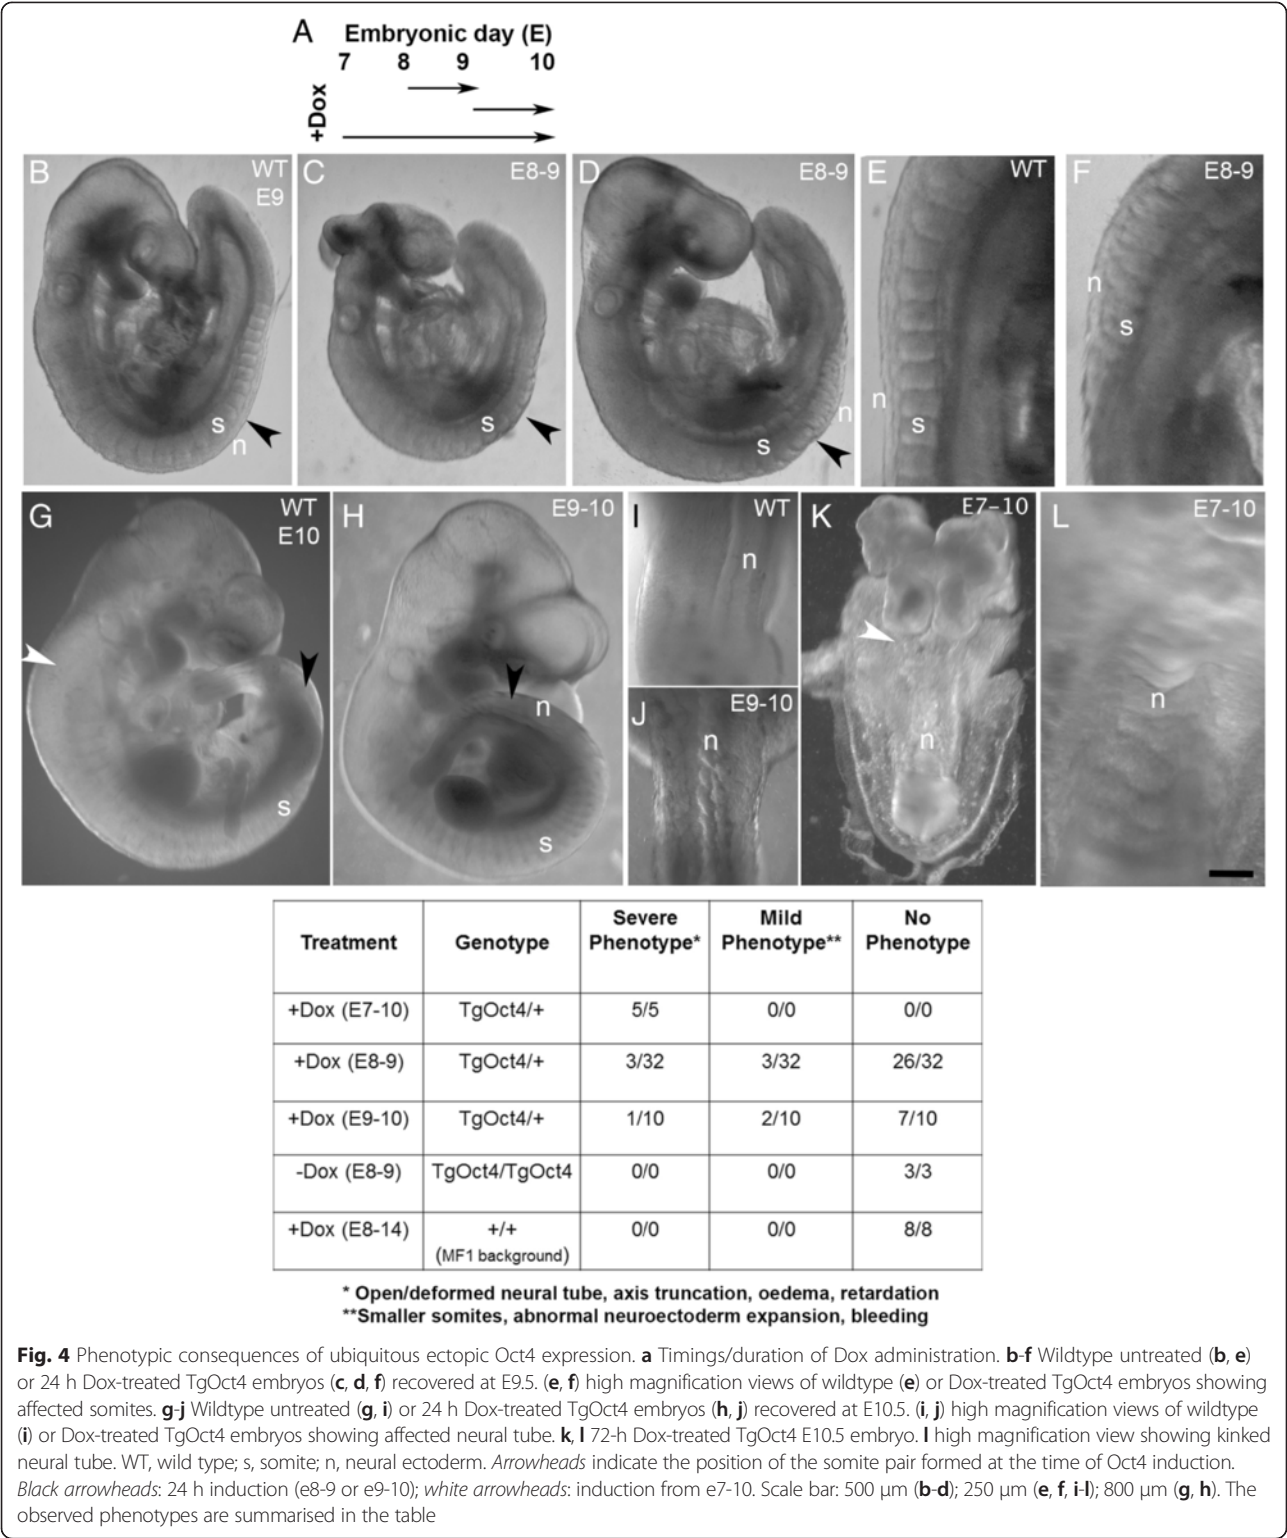 A Embryonic day (E)
7 8 9 10
+Dox
B WT
E9
C E8-9
D E8-9
E WT
F E8-9
s
n
s
n
s
n
s
n
s
G WT
E10
H E9-10
I WT
K E7-10
L E7-10
n
J E9-10
n
n
s
s
n
n
Treatment Genotype Severe Phenotype* Mild Phenotype** No Phenotype
+Dox (E7-10) TgOct4/+ 5/5 0/0 0/0
+Dox (E8-9) TgOct4/+ 3/32 3/32 26/32
+Dox (E9-10) TgOct4/+ 1/10 2/10 7/10
-Dox (E8-9) TgOct4/TgOct4 0/0 0/0 3/3
+Dox (E8-14) +/+ (MF1 background) 0/0 0/0 8/8
* Open/deformed neural tube, axis truncation, oedema, retardation
**Smaller somites, abnormal neuroectoderm expansion, bleeding
Fig. 4 Phenotypic consequences of ubiquitous ectopic Oct4 expression. a Timings/duration of Dox administration. b-f Wildtype untreated (b, e)
or 24 h Dox-treated TgOct4 embryos (c, d, f) recovered at E9.5. (e, f) high magnification views of wildtype (e) or Dox-treated TgOct4 embryos showing
affected somites. g-j Wildtype untreated (g, i) or 24 h Dox-treated TgOct4 embryos (h, j) recovered at E10.5. (i, j) high magnification views of wildtype
(i) or Dox-treated TgOct4 embryos showing affected neural tube. k, l 72-h Dox-treated TgOct4 E10.5 embryo. l high magnification view showing kinked
neural tube. WT, wild type; s, somite; n, neural ectoderm. Arrowheads indicate the position of the somite pair formed at the time of Oct4 induction.
Black arrowheads: 24 h induction (e8-9 or e9-10); white arrowheads: induction from e7-10. Scale bar: 500 μm (b-d); 250 μm (e, f, i-l); 800 μm (g, h). The
observed phenotypes are summarised in the table